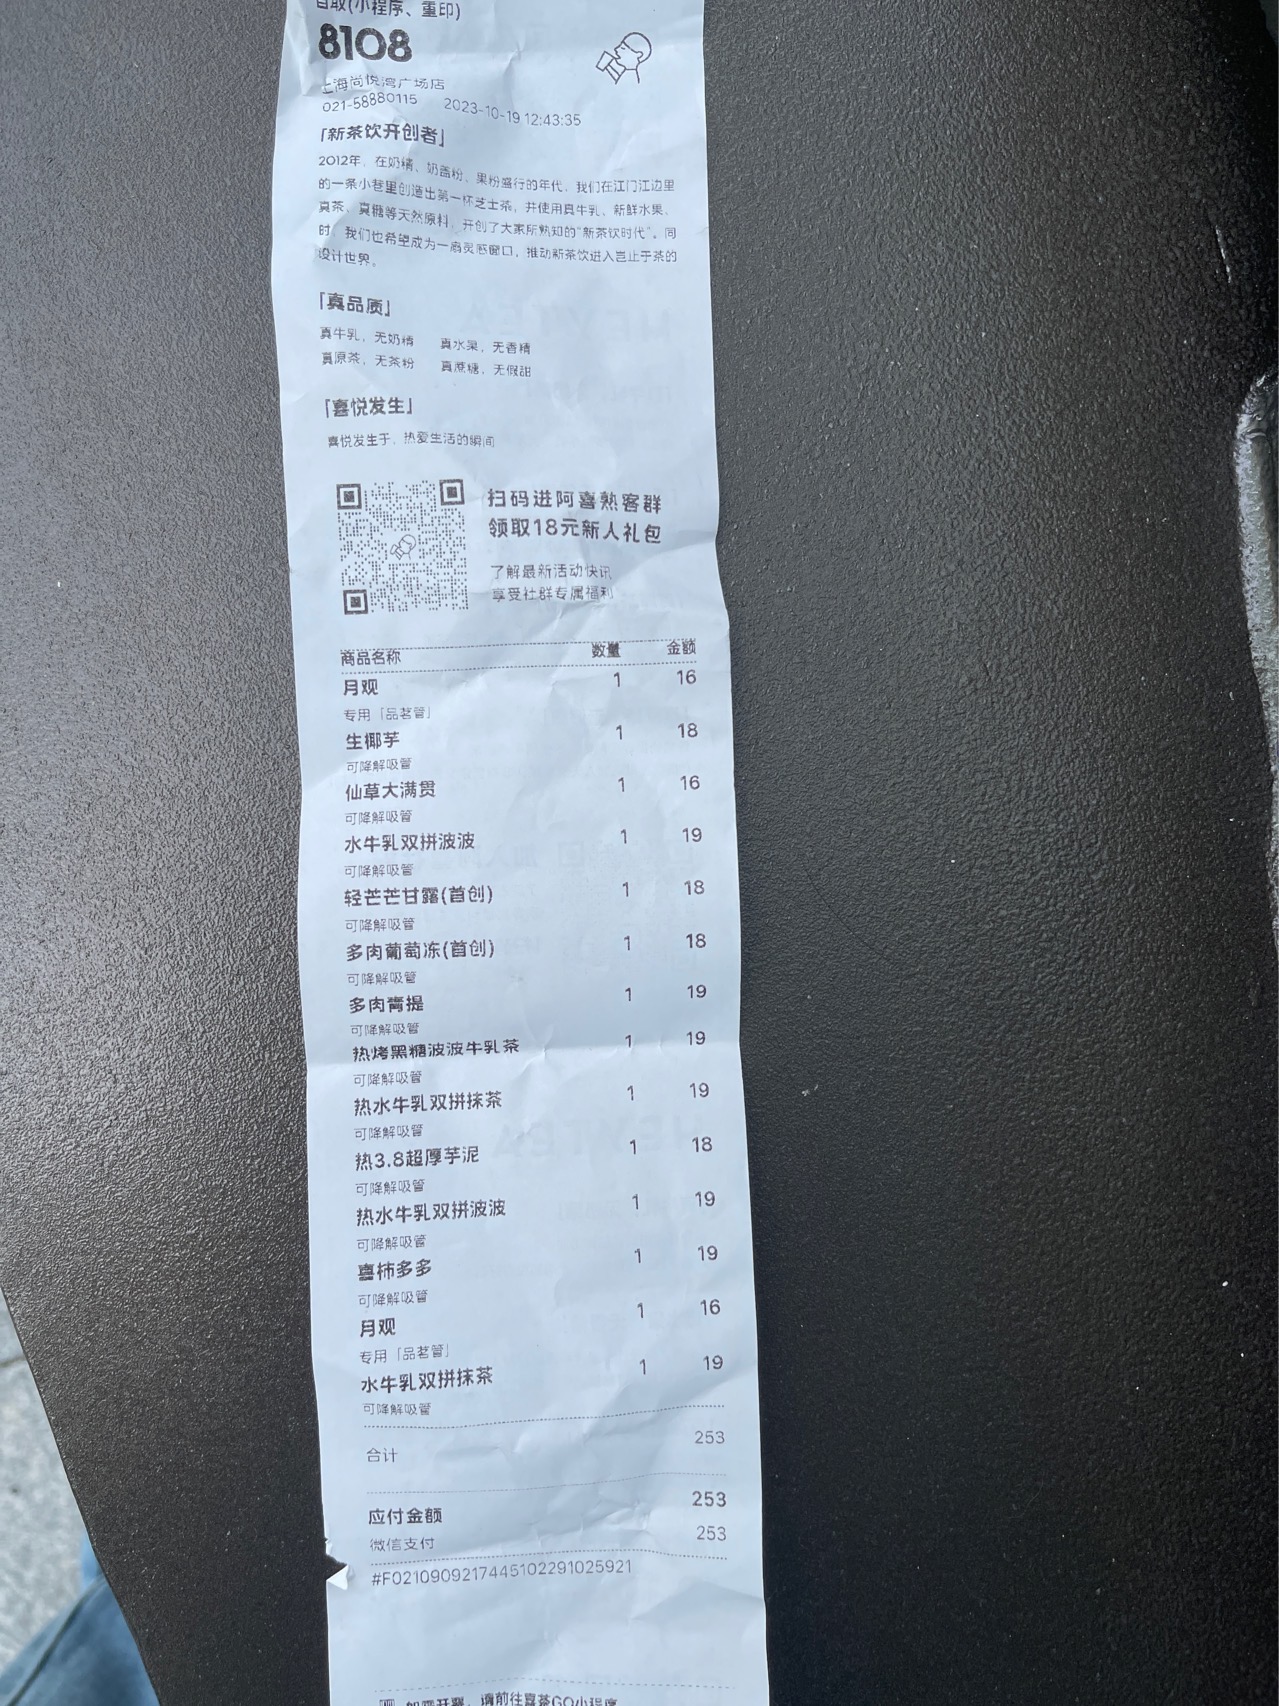 自取(小程序、重印)
8108
上海尚悦湾广场店
021-58880115 2023-10-19 12:43:35
「新茶饮开创者」
2012年，在奶精、奶盖粉、果粉盛行的年代，我们在江门江边里
的一条小巷里创造出第一杯芝士茶，并使用真牛乳、新鲜水果、
真茶、真糖等天然原料，开创了大家所熟知的“新茶饮时代”。同
时，我们也希望成为一扇灵感窗口，推动新茶饮进入岂止于茶的
设计世界。
「真品质」
真牛乳，无奶精 真水果，无香精
真原茶，无茶粉 真蔗糖，无假甜
「喜悦发生」
喜悦发生于，热爱生活的瞬间
扫码进阿喜熟客群
领取18元新人礼包
了解最新活动快讯
享受社群专属福利
商品名称 数量 金额
月观 1 16
专用「品茗管」
生椰芋 1 18
可降解吸管
仙草大满贯 1 16
可降解吸管
水牛乳双拼波波 1 19
可降解吸管
轻芒芒甘露(首创) 1 18
可降解吸管
多肉葡萄冻(首创) 1 18
可降解吸管
多肉青提 1 19
可降解吸管
热烤黑糖波波牛乳茶 1 19
可降解吸管
热水牛乳双拼抹茶 1 19
可降解吸管
热3.8超厚芋泥 1 18
可降解吸管
热水牛乳双拼波波 1 19
可降解吸管
喜柿多多 1 19
可降解吸管
月观 1 16
专用「品茗管」
水牛乳双拼抹茶 1 19
可降解吸管
合计 253
应付金额 253
微信支付 253
#F0210909217445102291025921
如需开票，请前往喜茶GO小程序